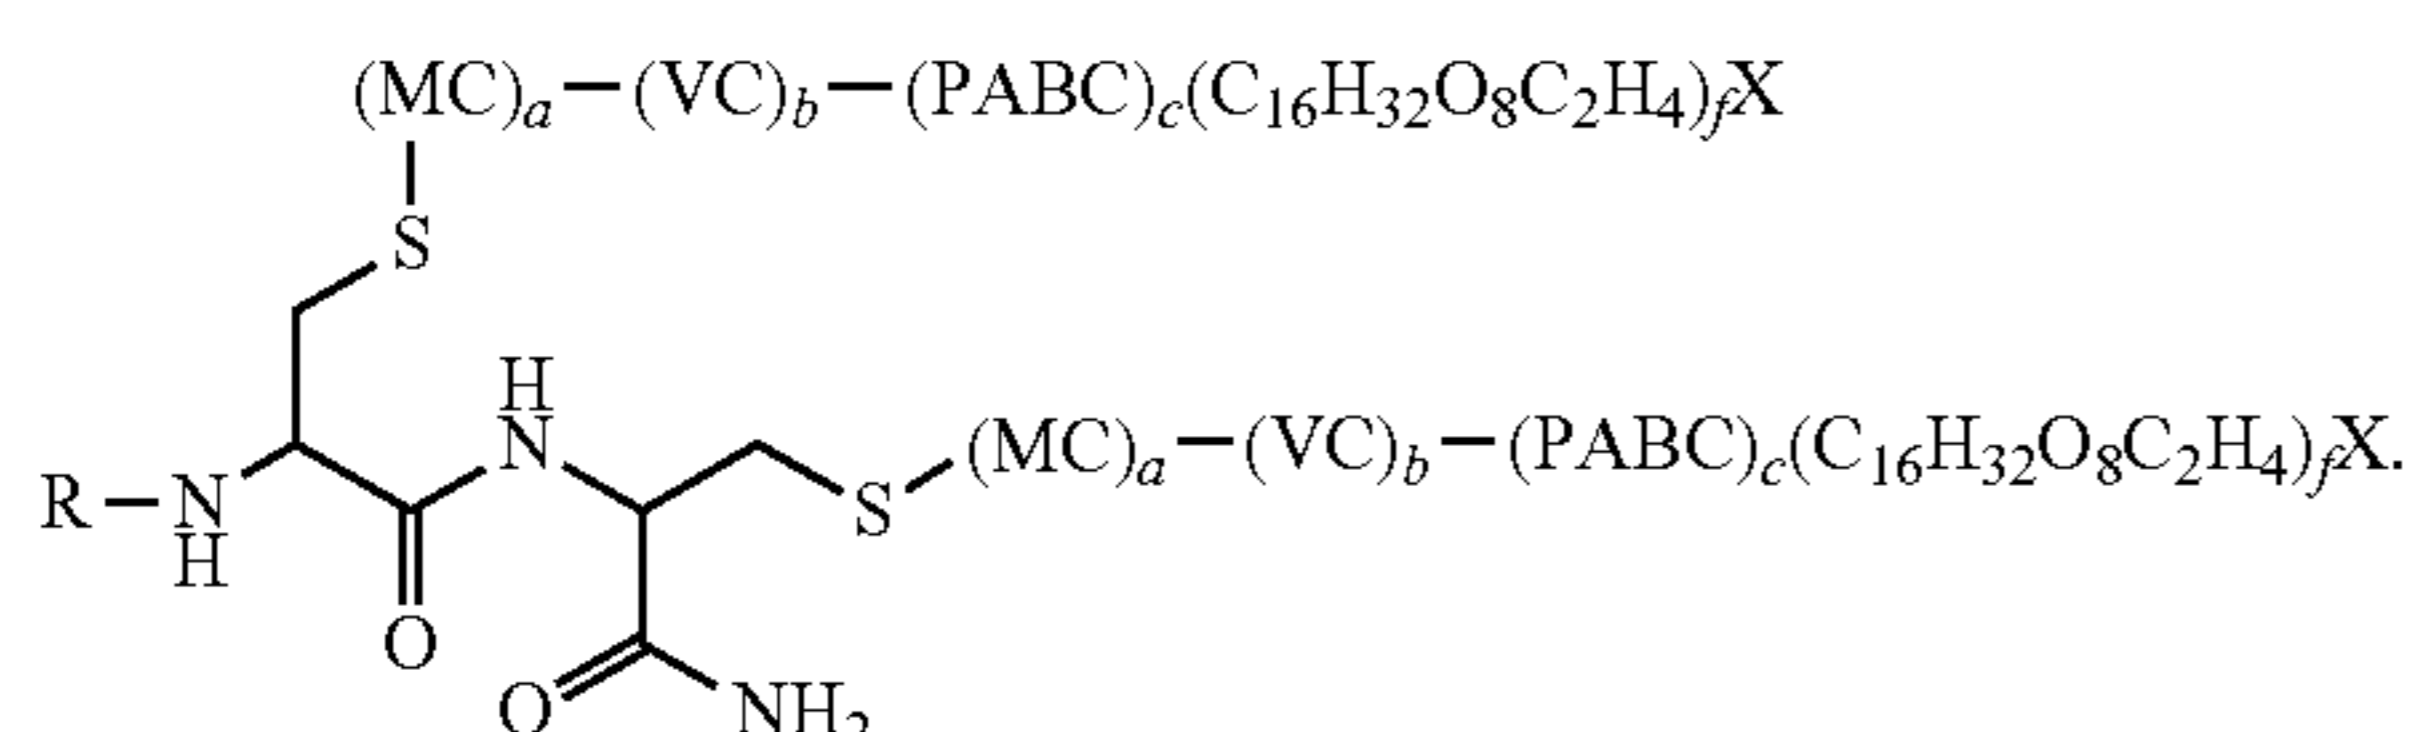 (MC)a—(VC)b—(PABC)c(C16H32O8C2H4)fX
S
H
N
(MC)a—(VC)b—(PABC)c(C16H32O8C2H4)fX.
R—N
H
S
O
O
NH2